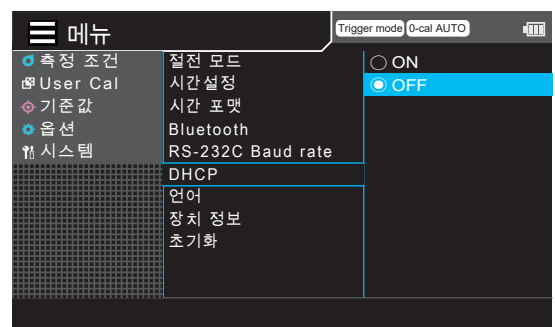 메뉴
Trigger mode 0-cal AUTO
측정 조건
User Cal
기준값
옵션
시스템
절전 모드
시간설정
시간 포맷
Bluetooth
RS-232C Baud rate
DHCP
언어
장치 정보
초기화
ON
OFF